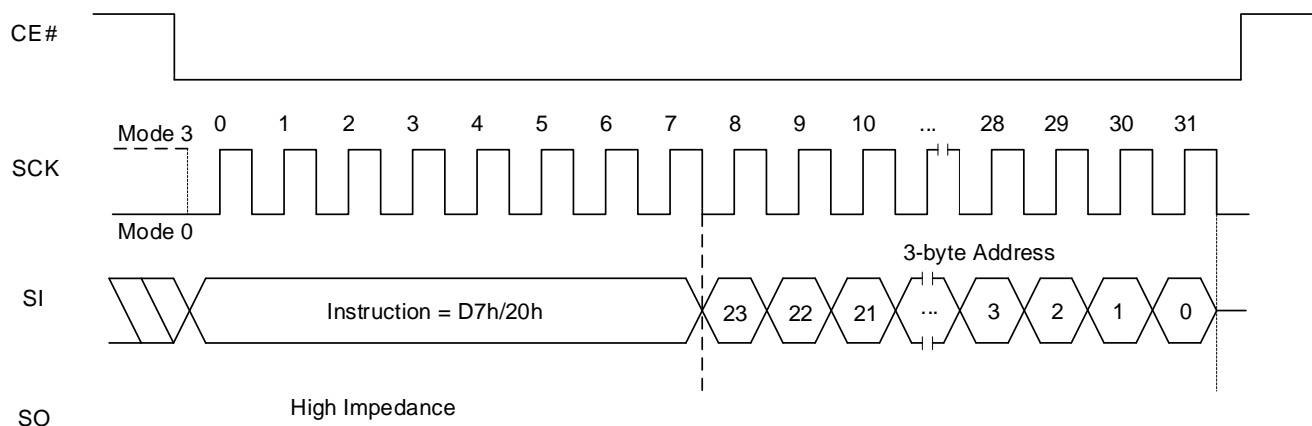 CE#
0 1 2 3 4 5 6 7 8 9 10 ... 28 29 30 31
Mode 3
SCK
Mode 0
3-byte Address
SI
Instruction = D7h/20h 23 22 21 ... 3 2 1 0
High Impedance
SO